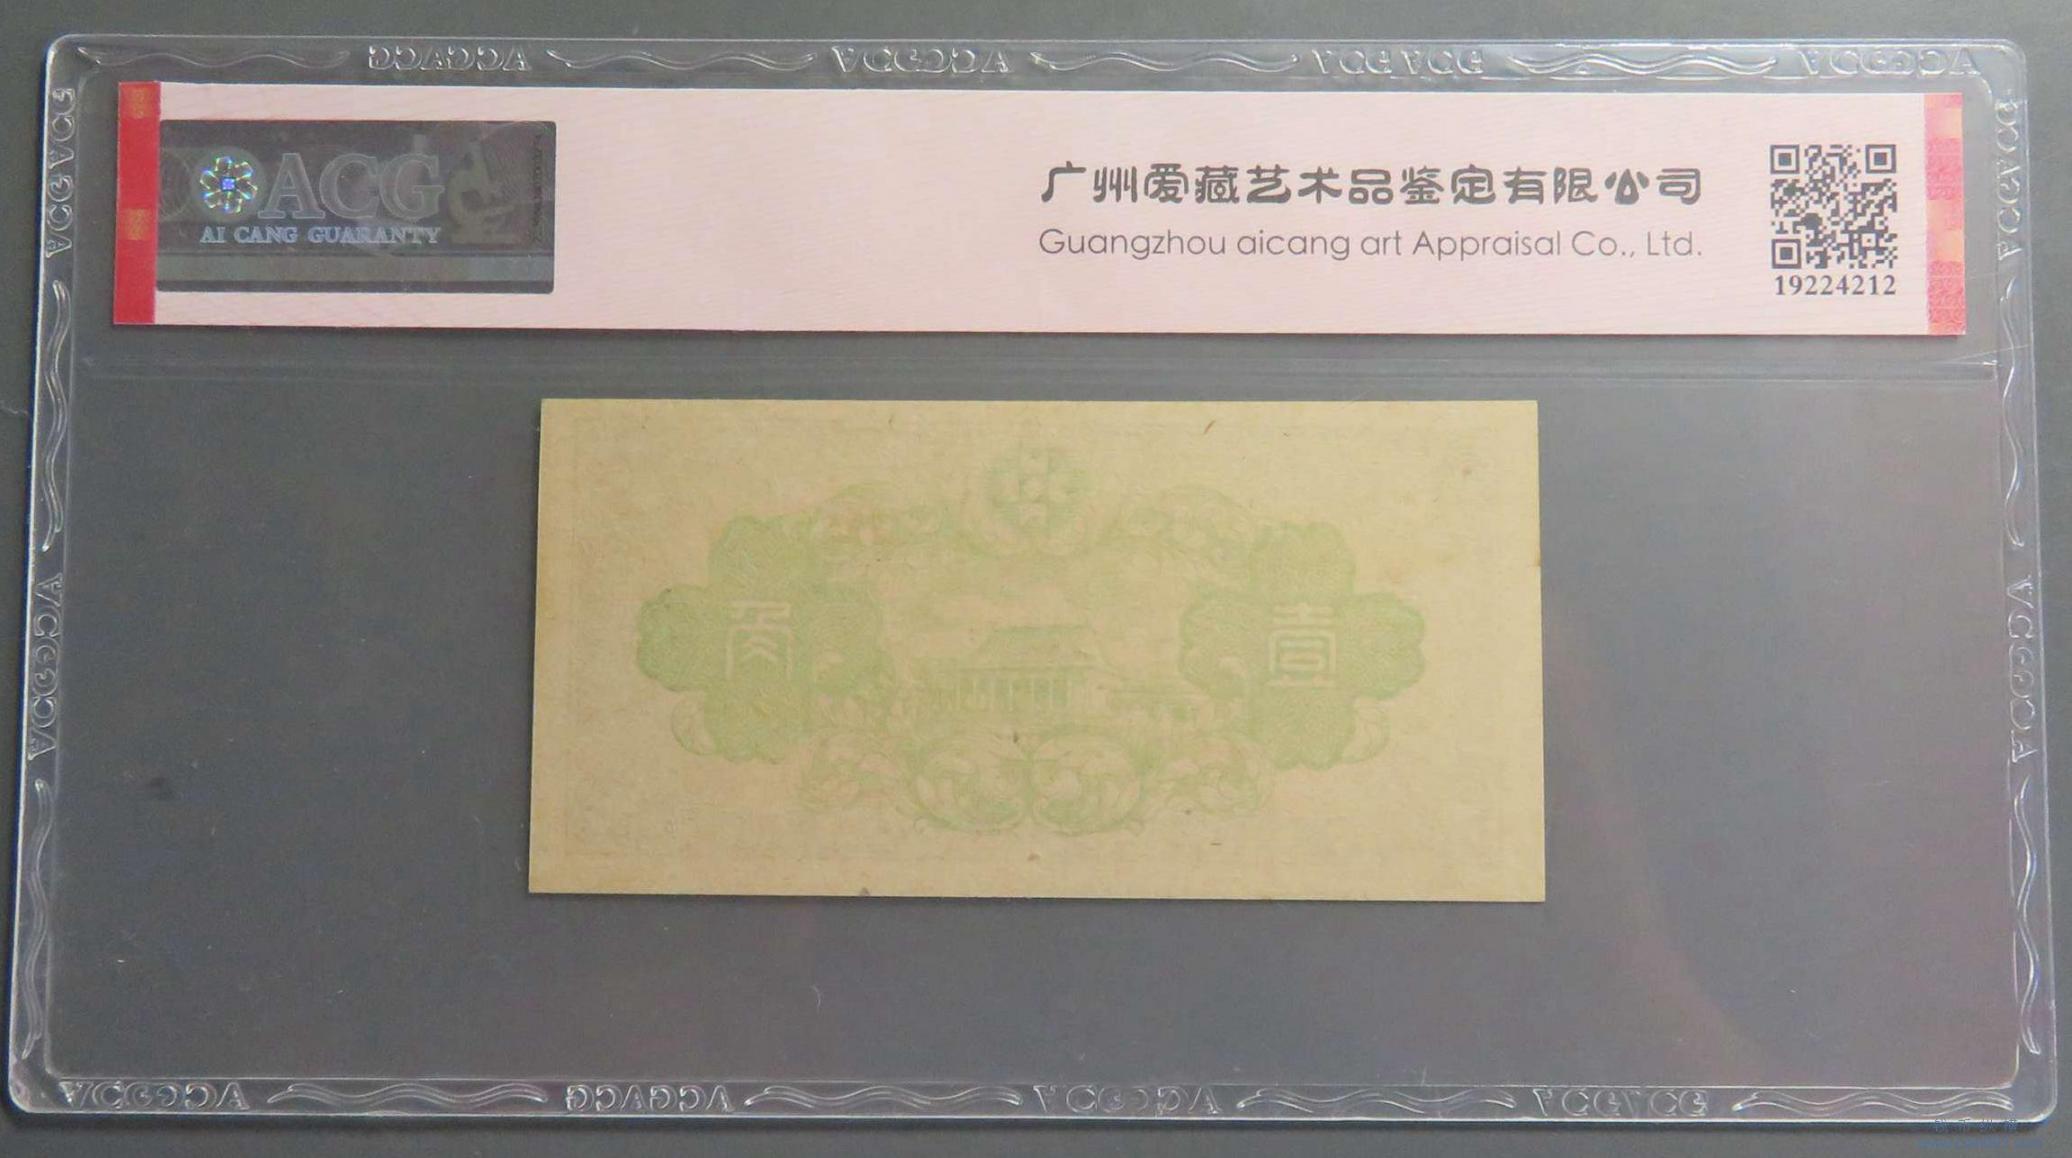 ACG
AI CANG GUARANTY
广州爱藏艺术品鉴定有限公司
Guangzhou aicang art Appraisal Co., Ltd.
19224212
角 壹